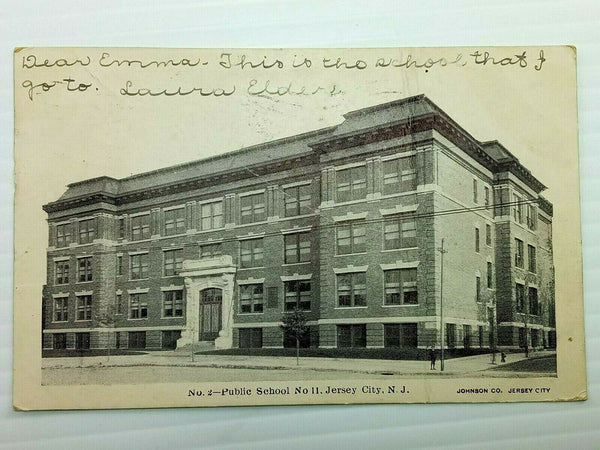 Dear Emma - This is the school that I
go to. Laura Elders
No. 2—Public School No 11. Jersey City, N. J.
JOHNSON CO. JERSEY CITY